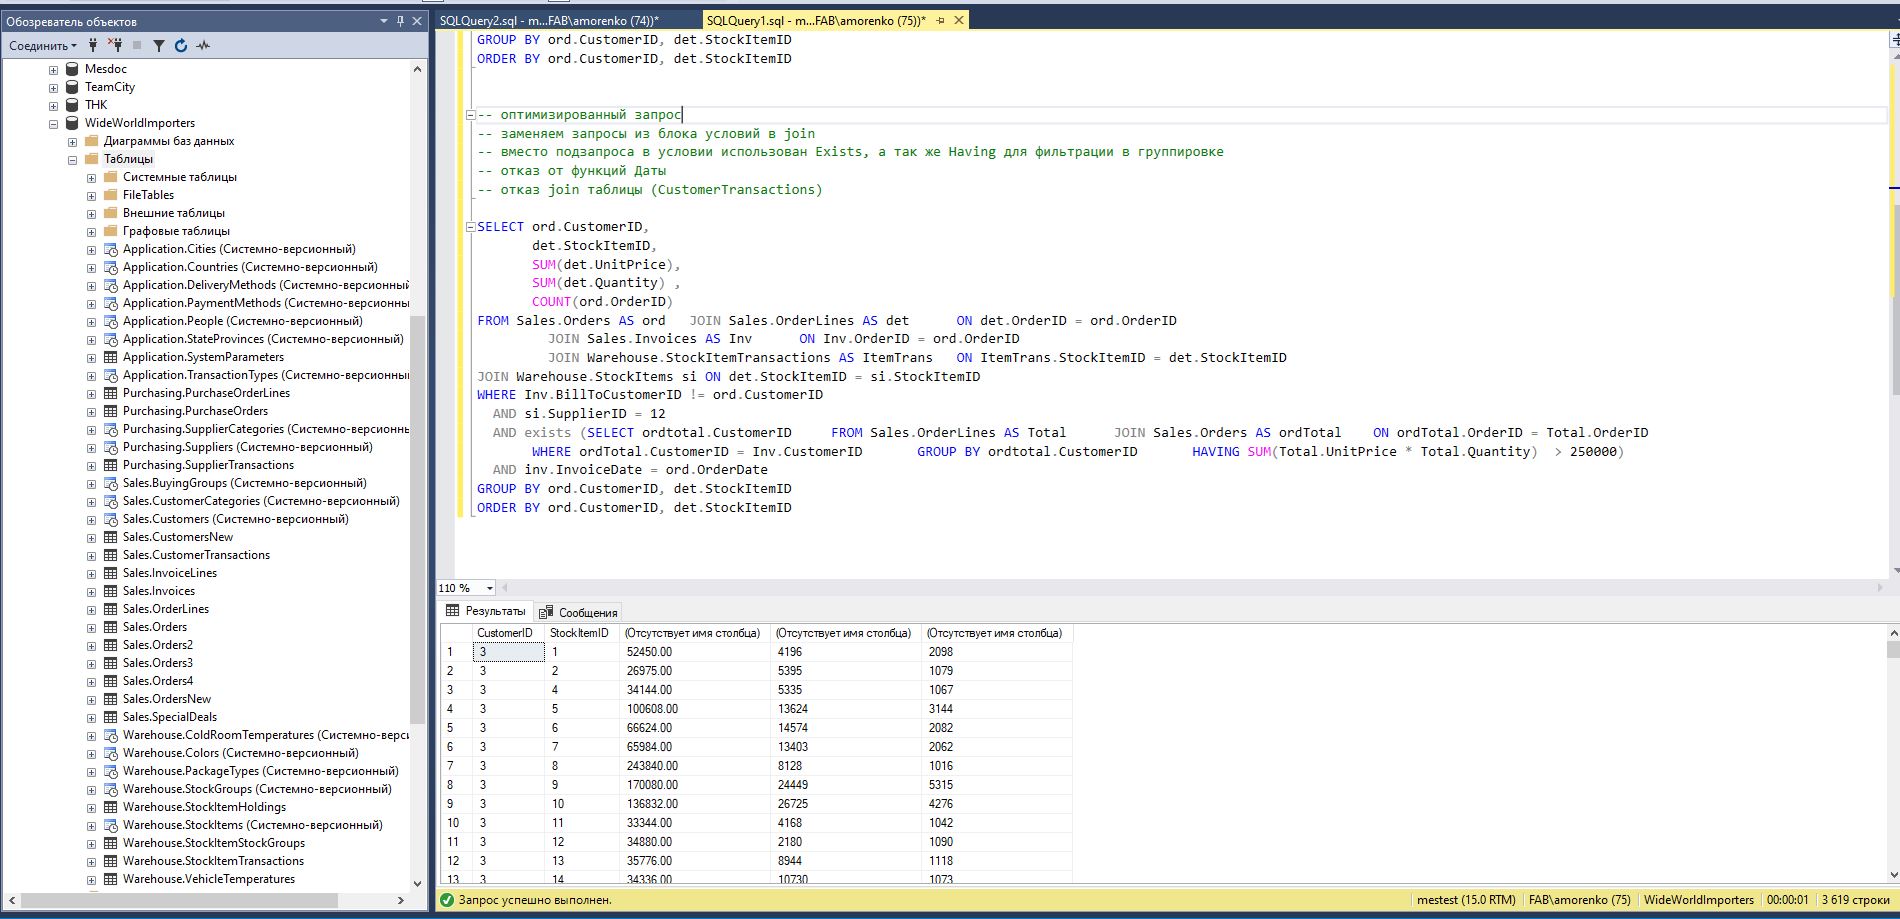 Обозреватель объектов
Соединить
Mesdoc
TeamCity
THK
WideWorldImporters
Диаграммы баз данных
Таблицы
Системные таблицы
FileTables
Внешние таблицы
Графовые таблицы
Application.Cities (Системно-версионный)
Application.Countries (Системно-версионный)
Application.DeliveryMethods (Системно-версионный
Application.PaymentMethods (Системно-версионны
Application.People (Системно-версионный)
Application.StateProvinces (Системно-версионный)
Application.SystemParameters
Application.TransactionTypes (Системно-версионны
Purchasing.PurchaseOrderLines
Purchasing.PurchaseOrders
Purchasing.SupplierCategories (Системно-версионны
Purchasing.Suppliers (Системно-версионный)
Purchasing.SupplierTransactions
Sales.BuyingGroups (Системно-версионный)
Sales.CustomerCategories (Системно-версионный)
Sales.Customers (Системно-версионный)
Sales.CustomersNew
Sales.CustomerTransactions
Sales.InvoiceLines
Sales.Invoices
Sales.OrderLines
Sales.Orders
Sales.Orders2
Sales.Orders3
Sales.Orders4
Sales.OrdersNew
Sales.SpecialDeals
Warehouse.ColdRoomTemperatures (Системно-верси
Warehouse.Colors (Системно-версионный)
Warehouse.PackageTypes (Системно-версионный)
Warehouse.StockGroups (Системно-версионный)
Warehouse.StockItemHoldings
Warehouse.StockItems (Системно-версионный)
Warehouse.StockItemStockGroups
Warehouse.StockItemTransactions
Warehouse.VehicleTemperatures
SQLQuery2.sql - m...FAB\amorenko (74))* SQLQuery1.sql - m...FAB\amorenko (75))*
GROUP BY ord.CustomerID, det.StockItemID
ORDER BY ord.CustomerID, det.StockItemID
-- оптимизированный запрос
-- заменяем запросы из блока условий в join
-- вместо подзапроса в условии использован Exists, а так же Having для фильтрации в группировке
-- отказ от функций Даты
-- отказ join таблицы (CustomerTransactions)
SELECT ord.CustomerID,
det.StockItemID,
SUM(det.UnitPrice),
SUM(det.Quantity) ,
COUNT(ord.OrderID)
FROM Sales.Orders AS ord JOIN Sales.OrderLines AS det ON det.OrderID = ord.OrderID
JOIN Sales.Invoices AS Inv ON Inv.OrderID = ord.OrderID
JOIN Warehouse.StockItemTransactions AS ItemTrans ON ItemTrans.StockItemID = det.StockItemID
JOIN Warehouse.StockItems si ON det.StockItemID = si.StockItemID
WHERE Inv.BillToCustomerID != ord.CustomerID
AND si.SupplierID = 12
AND exists (SELECT ordtotal.CustomerID FROM Sales.OrderLines AS Total JOIN Sales.Orders AS ordTotal ON ordTotal.OrderID = Total.OrderID
WHERE ordTotal.CustomerID = Inv.CustomerID GROUP BY ordtotal.CustomerID HAVING SUM(Total.UnitPrice * Total.Quantity) > 250000)
AND inv.InvoiceDate = ord.OrderDate
GROUP BY ord.CustomerID, det.StockItemID
ORDER BY ord.CustomerID, det.StockItemID
110 %
Результаты Сообщения
CustomerID StockItemID (Отсутствует имя столбца) (Отсутствует имя столбца) (Отсутствует имя столбца)
1 3 1 52450.00 4196 2098
2 3 2 26975.00 5395 1079
3 3 4 34144.00 5335 1067
4 3 5 100608.00 13624 3144
5 3 6 66624.00 14574 2082
6 3 7 65984.00 13403 2062
7 3 8 243840.00 8128 1016
8 3 9 170080.00 24449 5315
9 3 10 136832.00 26725 4276
10 3 11 33344.00 4168 1042
11 3 12 34880.00 2180 1090
12 3 13 35776.00 8944 1118
13 3 14 34336.00 10730 1073
Запрос успешно выполнен. mestest (15.0 RTM) FAB\amorenko (75) WideWorldImporters 00:00:01 3 619 строки